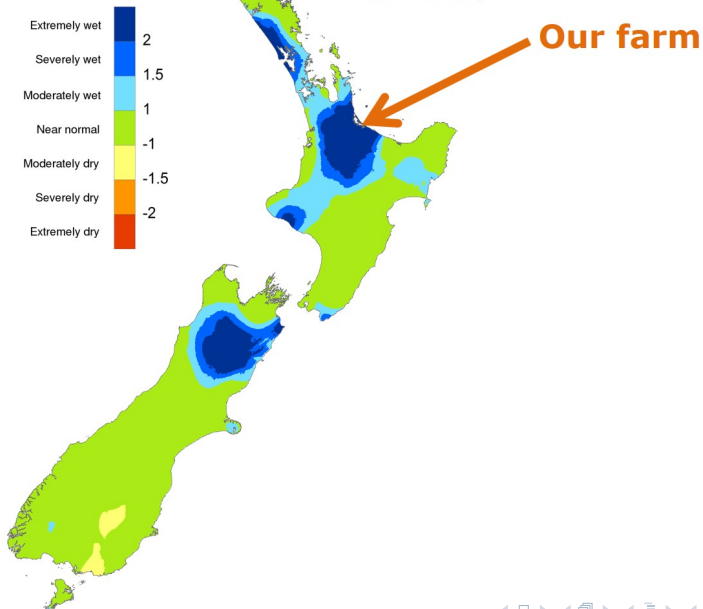 Our farm
Extremely wet
2
Severely wet
1.5
Moderately wet
1
Near normal
-1
Moderately dry
-1.5
Severely dry
-2
Extremely dry